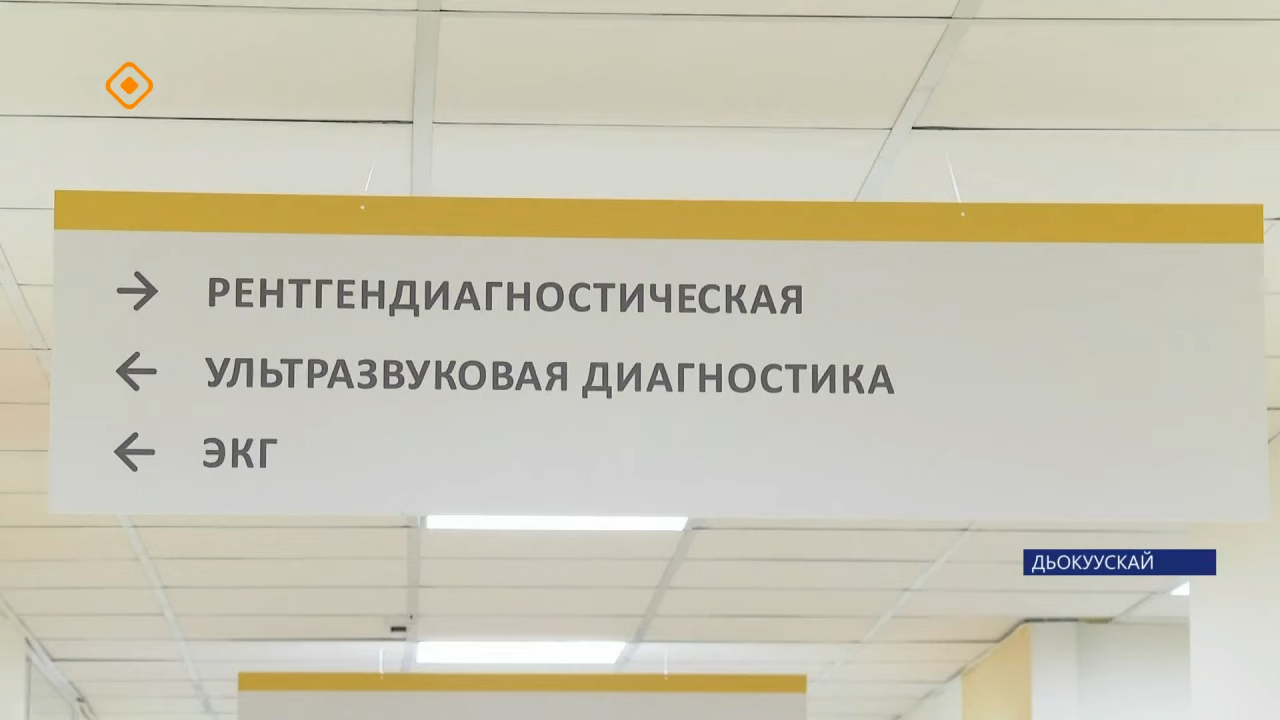 → РЕНТГЕНДИАГНОСТИЧЕСКАЯ
← УЛЬТРАЗВУКОВАЯ ДИАГНОСТИКА
← ЭКГ
ДЬОКУУСКАЙ